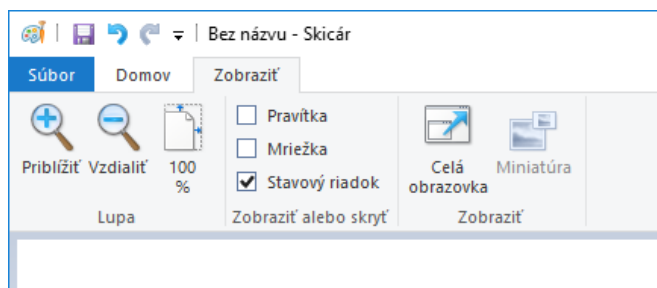 Bez názvu - Skicár
Súbor Domov Zobraziť
Priblížiť Vzdialiť 100 %
Lupa
Pravítka
Mriežka
Stavový riadok
Zobraziť alebo skryť
Celá obrazovka
Miniatúra
Zobraziť